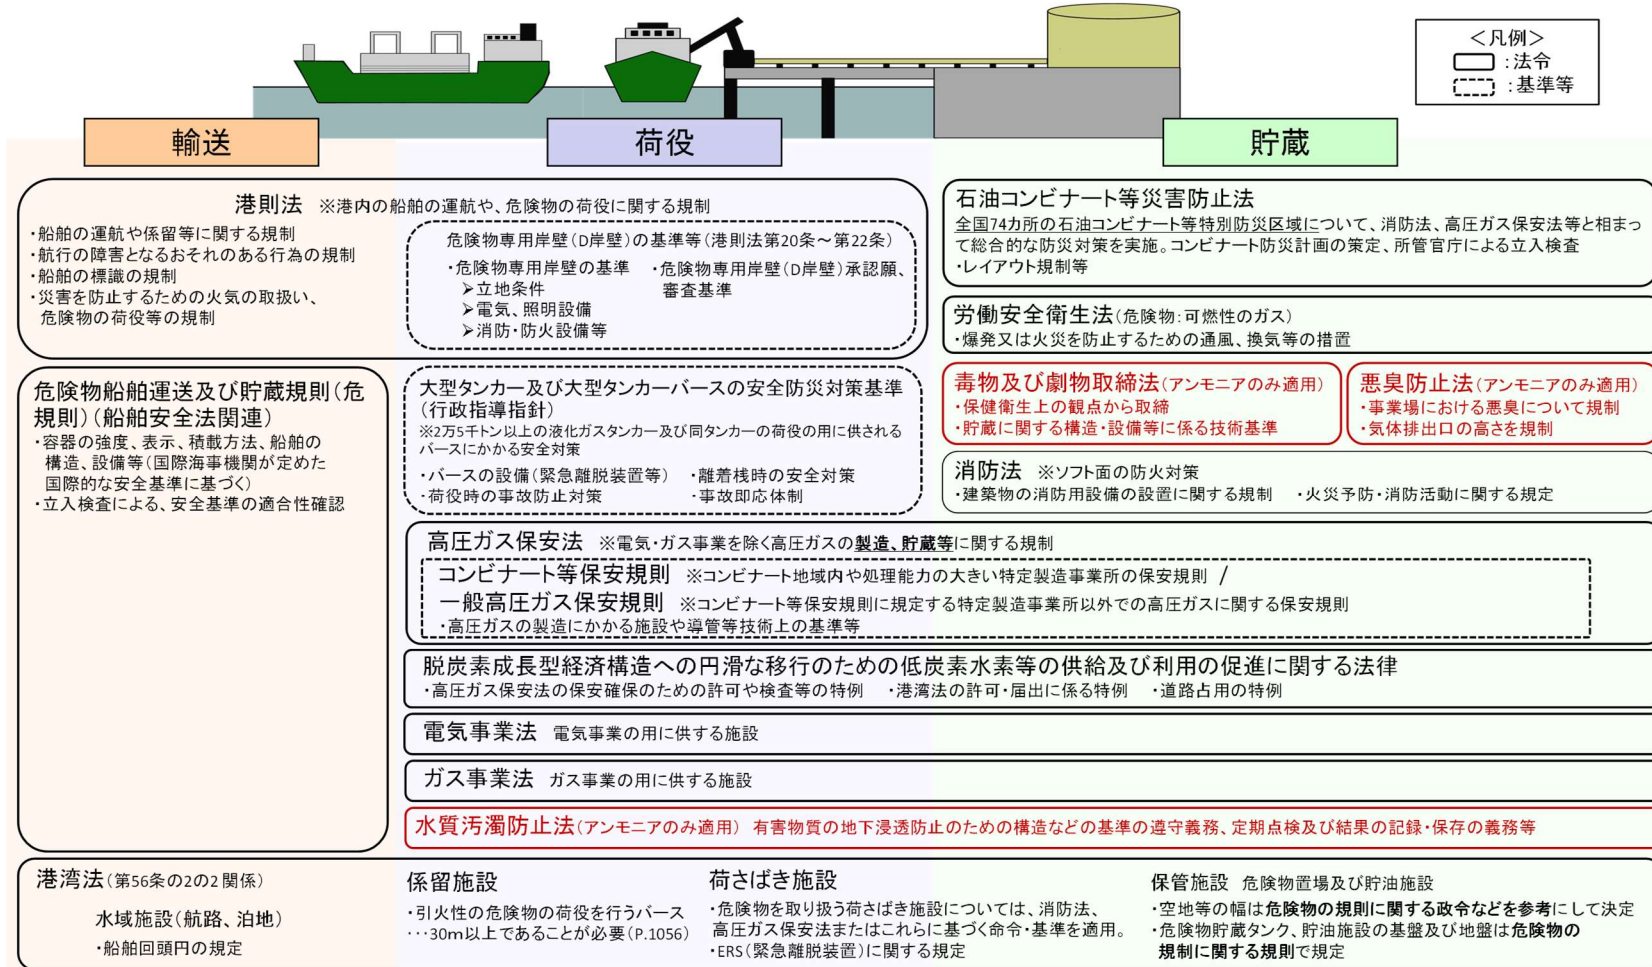 <凡例>
:法令
:基準等
輸送
荷役
貯蔵
港則法 ※港内の船舶の運航や、危険物の荷役に関する規制
・船舶の運航や係留等に関する規制
・航行の障害となるおそれのある行為の規制
・船舶の標識の規制
・災害を防止するための火気の取扱い、
危険物の荷役等の規制
危険物専用岸壁(D岸壁)の基準等(港則法第20条~第22条)
・危険物専用岸壁の基準
➢立地条件
➢電気、照明設備
➢消防・防火設備等
・危険物専用岸壁(D岸壁)承認願、
審査基準
石油コンビナート等災害防止法
全国74カ所の石油コンビナート等特別防災区域について、消防法、高圧ガス保安法等と相まっ
て総合的な防災対策を実施。コンビナート防災計画の策定、所管官庁による立入検査
・レイアウト規制等
労働安全衛生法(危険物:可燃性のガス)
・爆発又は火災を防止するための通風、換気等の措置
危険物船舶運送及び貯蔵規則(危
規則)(船舶安全法関連)
・容器の強度、表示、積載方法、船舶の
構造、設備等(国際海事機関が定めた
国際的な安全基準に基づく)
・立入検査による、安全基準の適合性確認
大型タンカー及び大型タンカーバースの安全防災対策基準
(行政指導指針)
※2万5千トン以上の液化ガスタンカー及び同タンカーの荷役の用に供される
バースにかかる安全対策
・バースの設備(緊急離脱装置等) ・離着桟時の安全対策
・荷役時の事故防止対策 ・事故即応体制
毒物及び劇物取締法(アンモニアのみ適用)
・保健衛生上の観点から取締
・貯蔵に関する構造・設備等に係る技術基準
悪臭防止法(アンモニアのみ適用)
・事業場における悪臭について規制
・気体排出口の高さを規制
消防法 ※ソフト面の防火対策
・建築物の消防用設備の設置に関する規制 ・火災予防・消防活動に関する規定
高圧ガス保安法 ※電気・ガス事業を除く高圧ガスの製造、貯蔵等に関する規制
コンビナート等保安規則 ※コンビナート地域内や処理能力の大きい特定製造事業所の保安規則 /
一般高圧ガス保安規則 ※コンビナート等保安規則に規定する特定製造事業所以外での高圧ガスに関する保安規則
・高圧ガスの製造にかかる施設や導管等技術上の基準等
脱炭素成長型経済構造への円滑な移行のための低炭素水素等の供給及び利用の促進に関する法律
・高圧ガス保安法の保安確保のための許可や検査等の特例 ・港湾法の許可・届出に係る特例 ・道路占用の特例
電気事業法 電気事業の用に供する施設
ガス事業法 ガス事業の用に供する施設
水質汚濁防止法(アンモニアのみ適用) 有害物質の地下浸透防止のための構造などの基準の遵守義務、定期点検及び結果の記録・保存の義務等
港湾法(第56条の2の2関係)
水域施設(航路、泊地)
・船舶回頭円の規定
係留施設
・引火性の危険物の荷役を行うバース
・・・30m以上であることが必要(P.1056)
荷さばき施設
・危険物を取り扱う荷さばき施設については、消防法、
高圧ガス保安法またはこれらに基づく命令・基準を適用。
・ERS(緊急離脱装置)に関する規定
保管施設 危険物置場及び貯油施設
・空地等の幅は危険物の規則に関する政令などを参考にして決定
・危険物貯蔵タンク、貯油施設の基盤及び地盤は危険物の
規制に関する規則で規定